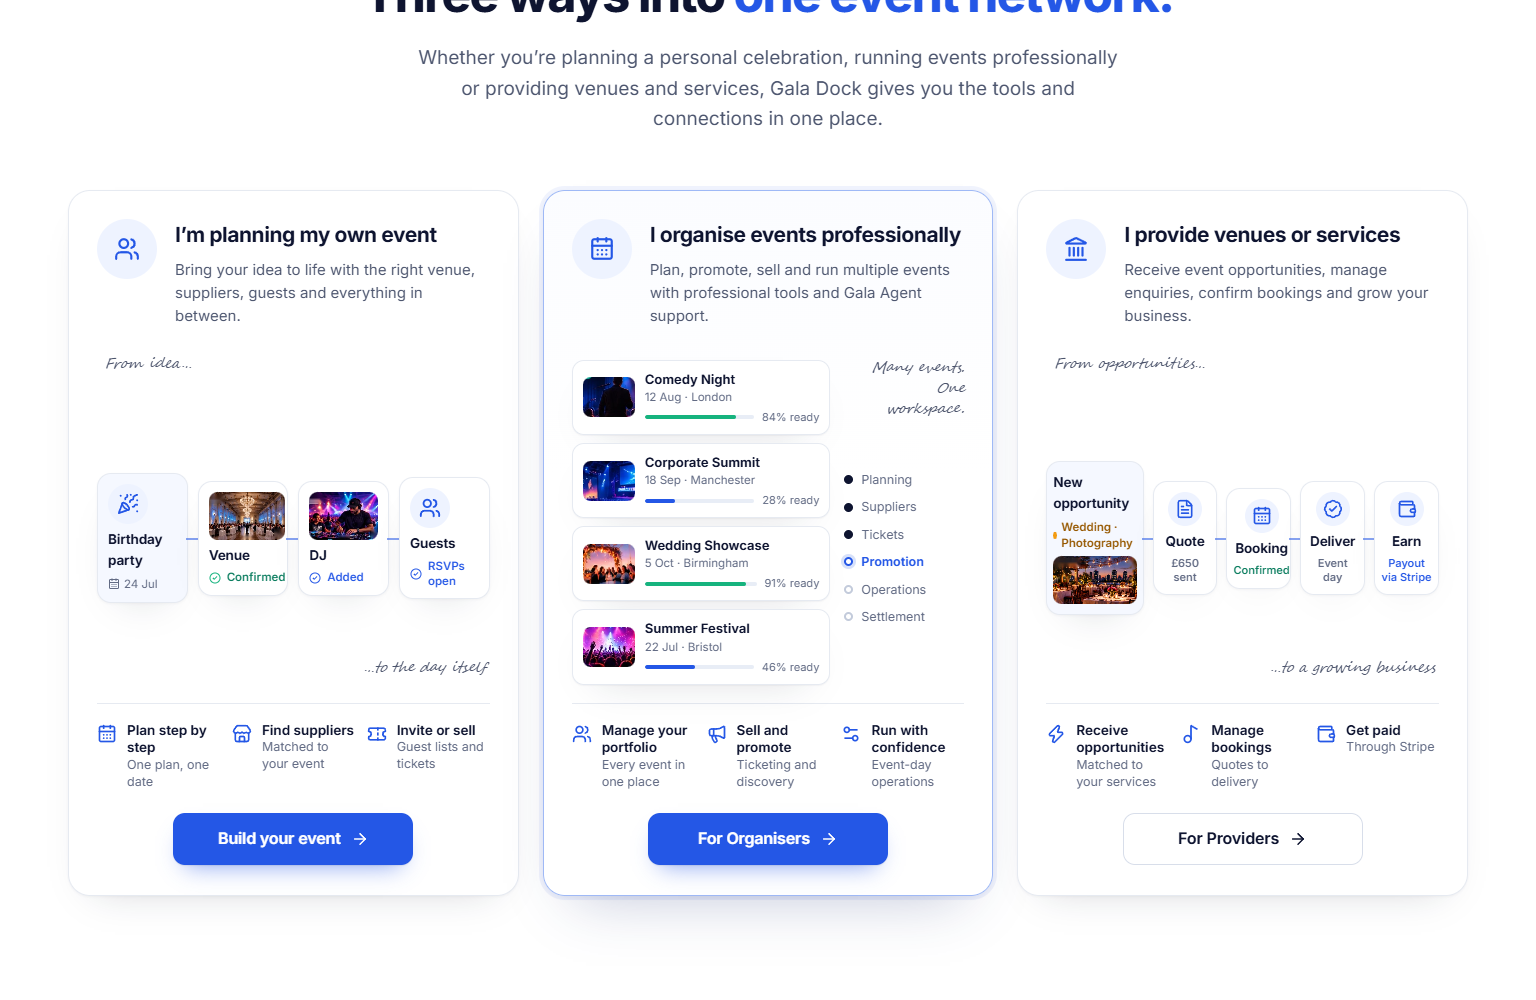 Three ways into one event network.
Whether you're planning a personal celebration, running events professionally
or providing venues and services, Gala Dock gives you the tools and
connections in one place.
I'm planning my own event
Bring your idea to life with the right venue,
suppliers, guests and everything in
between.
From idea...
Birthday
party
24 Jul
Venue
Confirmed
DJ
Added
Guests
RSVPs
open
...to the day itself
Plan step by
step
One plan, one
date
Find suppliers
Matched to
your event
Invite or sell
Guest lists and
tickets
Build your event →
I organise events professionally
Plan, promote, sell and run multiple events
with professional tools and Gala Agent
support.
Comedy Night
12 Aug · London
84% ready
Corporate Summit
18 Sep · Manchester
28% ready
Wedding Showcase
5 Oct · Birmingham
91% ready
Summer Festival
22 Jul · Bristol
46% ready
Many events.
One
workspace.
Planning
Suppliers
Tickets
Promotion
Operations
Settlement
Manage your
portfolio
Every event in
one place
Sell and
promote
Ticketing and
discovery
Run with
confidence
Event-day
operations
For Organisers →
I provide venues or services
Receive event opportunities, manage
enquiries, confirm bookings and grow your
business.
From opportunities...
New
opportunity
Wedding ·
Photography
Quote
£650
sent
Booking
Confirmed
Deliver
Event
day
Earn
Payout
via Stripe
...to a growing business
Receive
opportunities
Matched to
your services
Manage
bookings
Quotes to
delivery
Get paid
Through Stripe
For Providers →